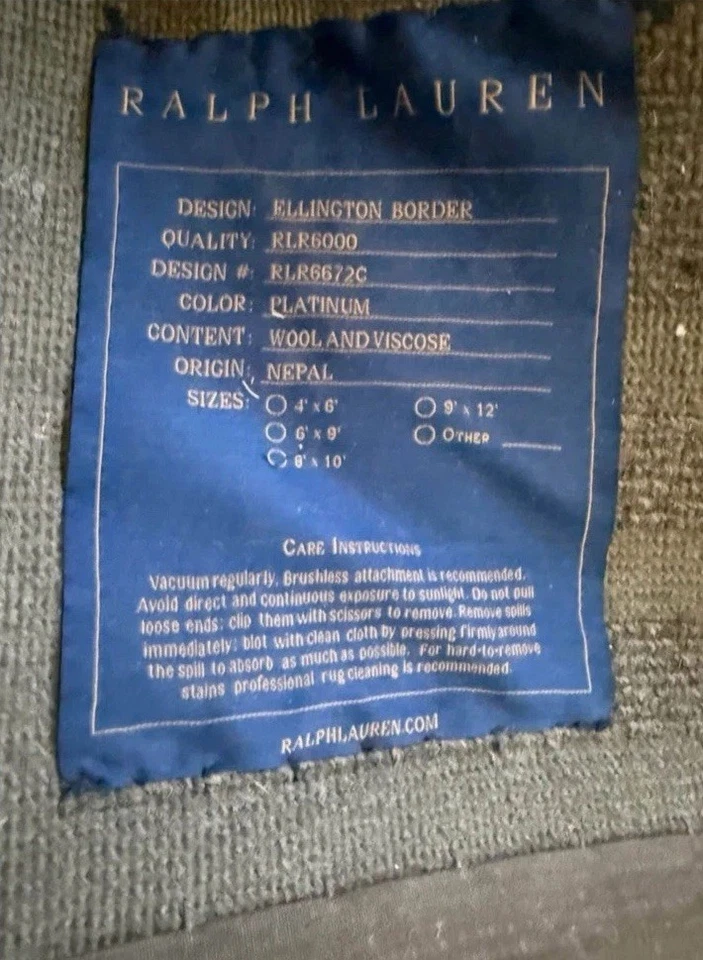 RALPH LAUREN
DESIGN: ELLINGTON BORDER
QUALITY: RLR6000
DESIGN #: RLR6672C
COLOR: PLATINUM
CONTENT: WOOL AND VISCOSE
ORIGIN: NEPAL
SIZES: 4' x 6' 9' x 12'
6' x 9' OTHER
8' x 10'
CARE INSTRUCTIONS
Vacuum regularly. Brushless attachment is recommended.
Avoid direct and continuous exposure to sunlight. Do not pull
loose ends; clip them with scissors to remove. Remove spills
immediately; blot with clean cloth by pressing firmly around
the spill to absorb as much as possible. For hard-to-remove
stains professional rug cleaning is recommended.
RALPHLAUREN.COM